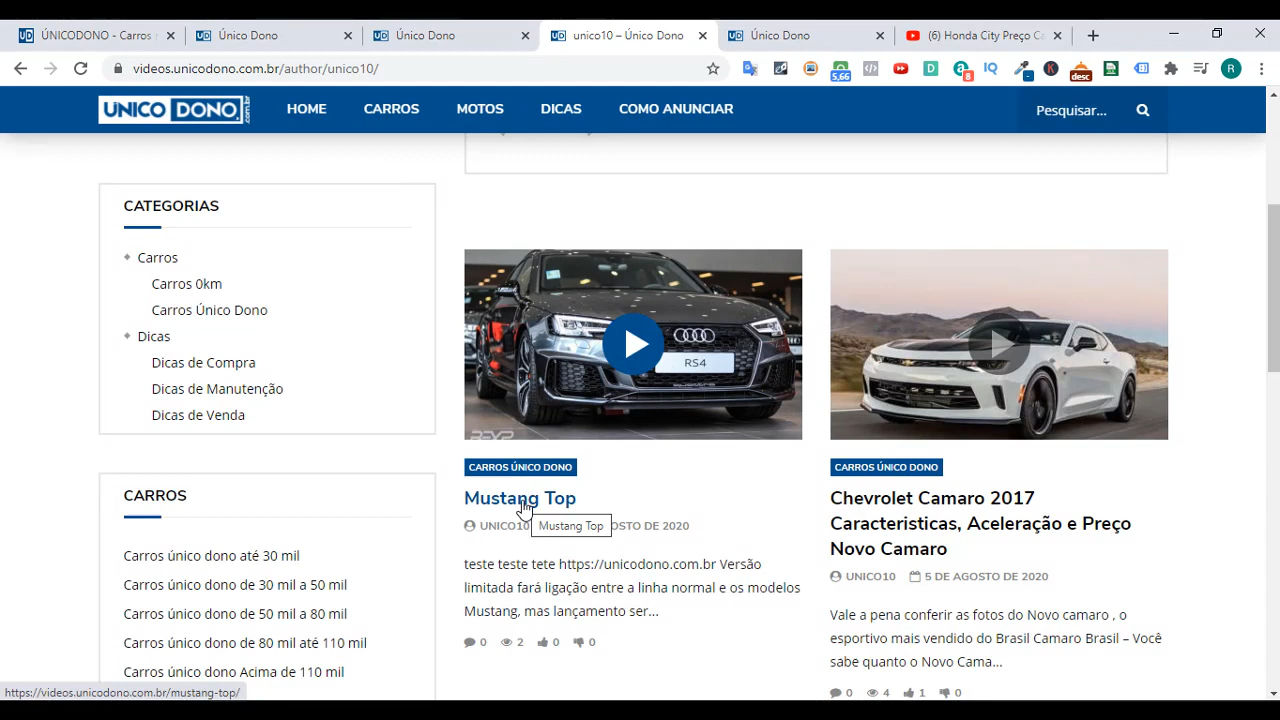 ÚNICODONO - Carros
Único Dono
Único Dono
unico10 – Único Dono
Único Dono
(6) Honda City Preço C
videos.unicodono.com.br/author/unico10/
5,66
8
desc
R
UNICO DONO .com.br
HOME
CARROS
MOTOS
DICAS
COMO ANUNCIAR
Pesquisar...
CATEGORIAS
Carros
Carros 0km
Carros Único Dono
Dicas
Dicas de Compra
Dicas de Manutenção
Dicas de Venda
CARROS
Carros único dono até 30 mil
Carros único dono de 30 mil a 50 mil
Carros único dono de 50 mil a 80 mil
Carros único dono de 80 mil até 110 mil
Carros único dono Acima de 110 mil
https://videos.unicodono.com.br/mustang-top/
RS4
CARROS ÚNICO DONO
Mustang Top
UNICO10
OSTO DE 2020
Mustang Top
teste teste tete https://unicodono.com.br Versão
limitada fará ligação entre a linha normal e os modelos
Mustang, mas lançamento ser...
0 2 0 0
CARROS ÚNICO DONO
Chevrolet Camaro 2017
Caracteristicas, Aceleração e Preço
Novo Camaro
UNICO10 5 DE AGOSTO DE 2020
Vale a pena conferir as fotos do Novo camaro , o
esportivo mais vendido do Brasil Camaro Brasil – Você
sabe quanto o Novo Cama...
0 4 1 0